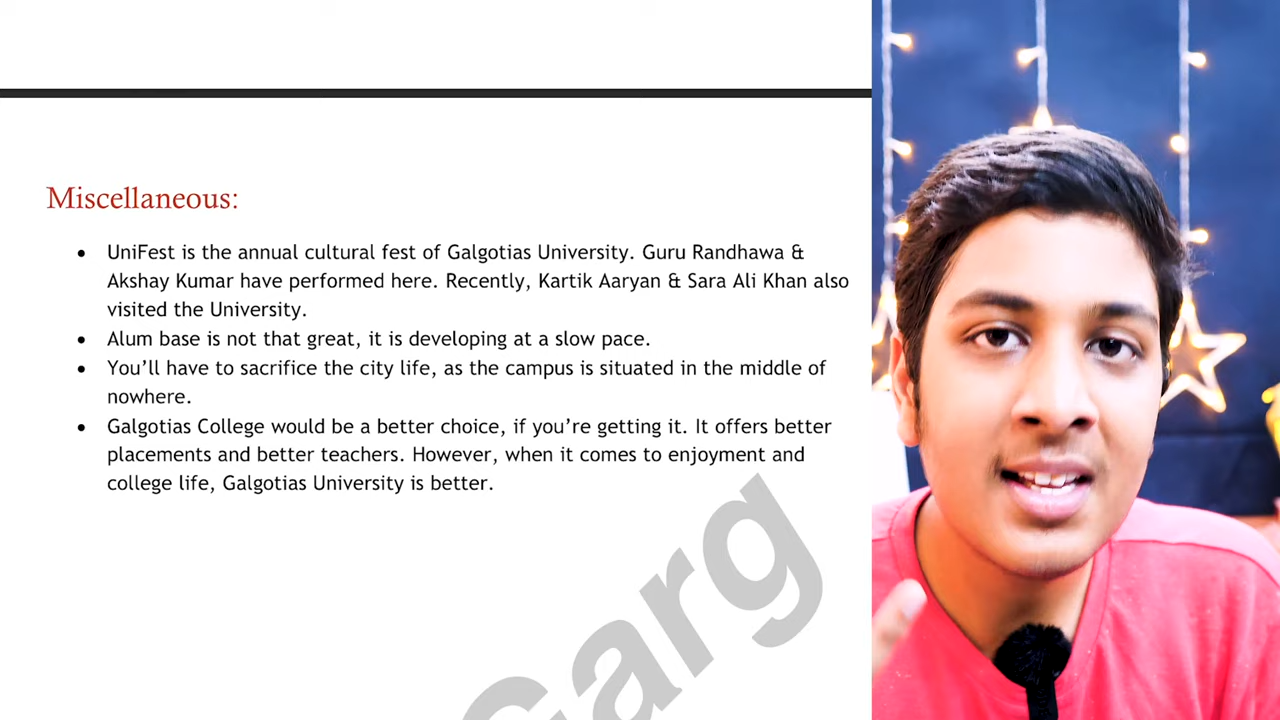 Miscellaneous:
UniFest is the annual cultural fest of Galgotias University. Guru Randhawa &
Akshay Kumar have performed here. Recently, Kartik Aaryan & Sara Ali Khan also
visited the University.
Alum base is not that great, it is developing at a slow pace.
You’ll have to sacrifice the city life, as the campus is situated in the middle of
nowhere.
Galgotias College would be a better choice, if you’re getting it. It offers better
placements and better teachers. However, when it comes to enjoyment and
college life, Galgotias University is better.
Garg